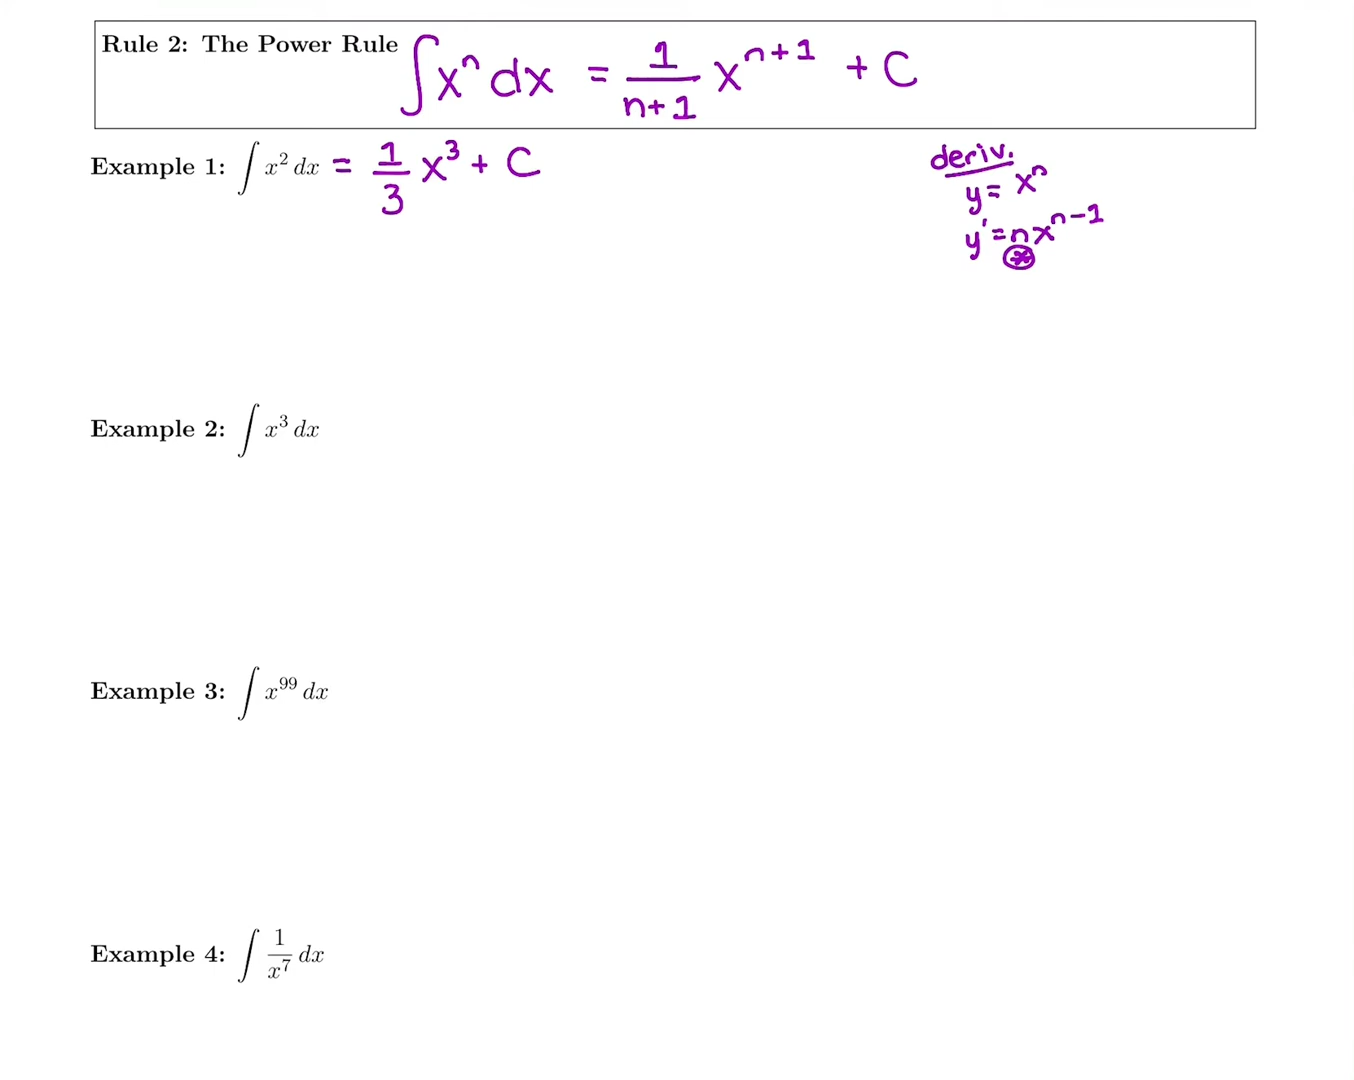 Rule 2: The Power Rule ∫xⁿ dx = 1/(n+1) xⁿ⁺¹ + C
Example 1: ∫ x² dx = 1/3 x³ + C
deriv.
y = xⁿ
y' = nxⁿ⁻¹
*
Example 2: ∫ x³ dx
Example 3: ∫ x⁹⁹ dx
Example 4: ∫ 1/x⁷ dx